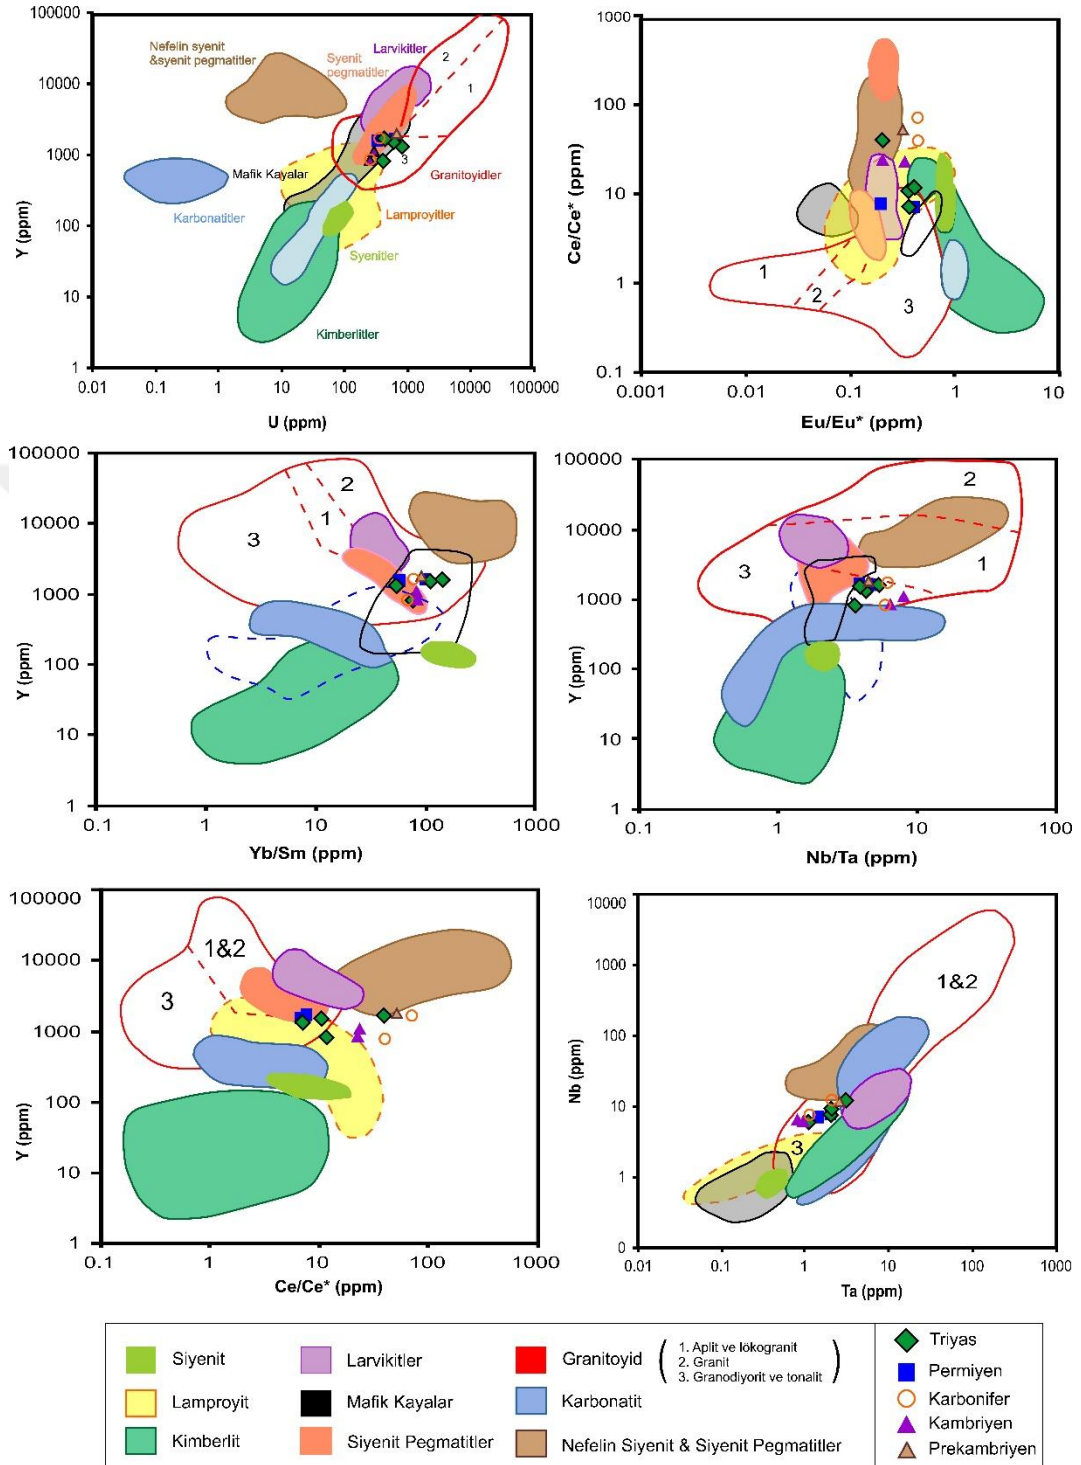 100000
10000
1000
100
10
1
Y (ppm)
0.01
0.1
1
10
100
1000
10000
100000
U (ppm)
Nefelin syenit
&syenit pegmatitler
Syenit
pegmatitler
Larvikitler
2
1
3
Granitoyidler
Mafik Kayalar
Karbonatitler
Lamproyitler
Syenitler
Kimberlitler
1000
100
10
1
0.1
Ce/Ce* (ppm)
0.001
0.01
0.1
1
10
Eu/Eu* (ppm)
1
2
3
100000
10000
1000
100
10
1
Y (ppm)
0.1
1
10
100
1000
Yb/Sm (ppm)
2
1
3
100000
10000
1000
100
10
1
Y (ppm)
0.1
1
10
100
Nb/Ta (ppm)
2
3
1
100000
10000
1000
100
10
1
Y (ppm)
0.1
1
10
100
1000
Ce/Ce* (ppm)
1&2
3
10000
1000
100
10
1
0
Nb (ppm)
0.01
0.1
1
10
100
1000
Ta (ppm)
1&2
3
Siyenit
Larvikitler
Granitoyid
1. Aplit ve lökogranit
2. Granit
3. Granodiyorit ve tonalit
Lamproyit
Mafik Kayalar
Karbonatit
Kimberlit
Siyenit Pegmatitler
Nefelin Siyenit & Siyenit Pegmatitler
Triyas
Permiyen
Karbonifer
Kambriyen
Prekambriyen